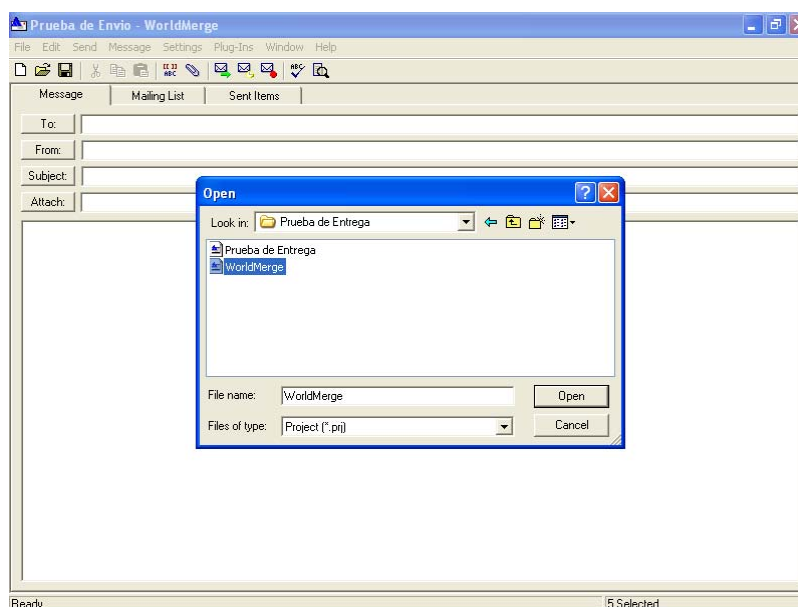 Prueba de Envio - WorldMerge
File Edit Send Message Settings Plug-Ins Window Help
Message Mailing List Sent Items
To:
From:
Subject:
Attach:
Open
Look in: Prueba de Entrega
Prueba de Entrega
WorldMerge
File name: WorldMerge Open
Files of type: Project (*.prj) Cancel
Ready 5 Selected